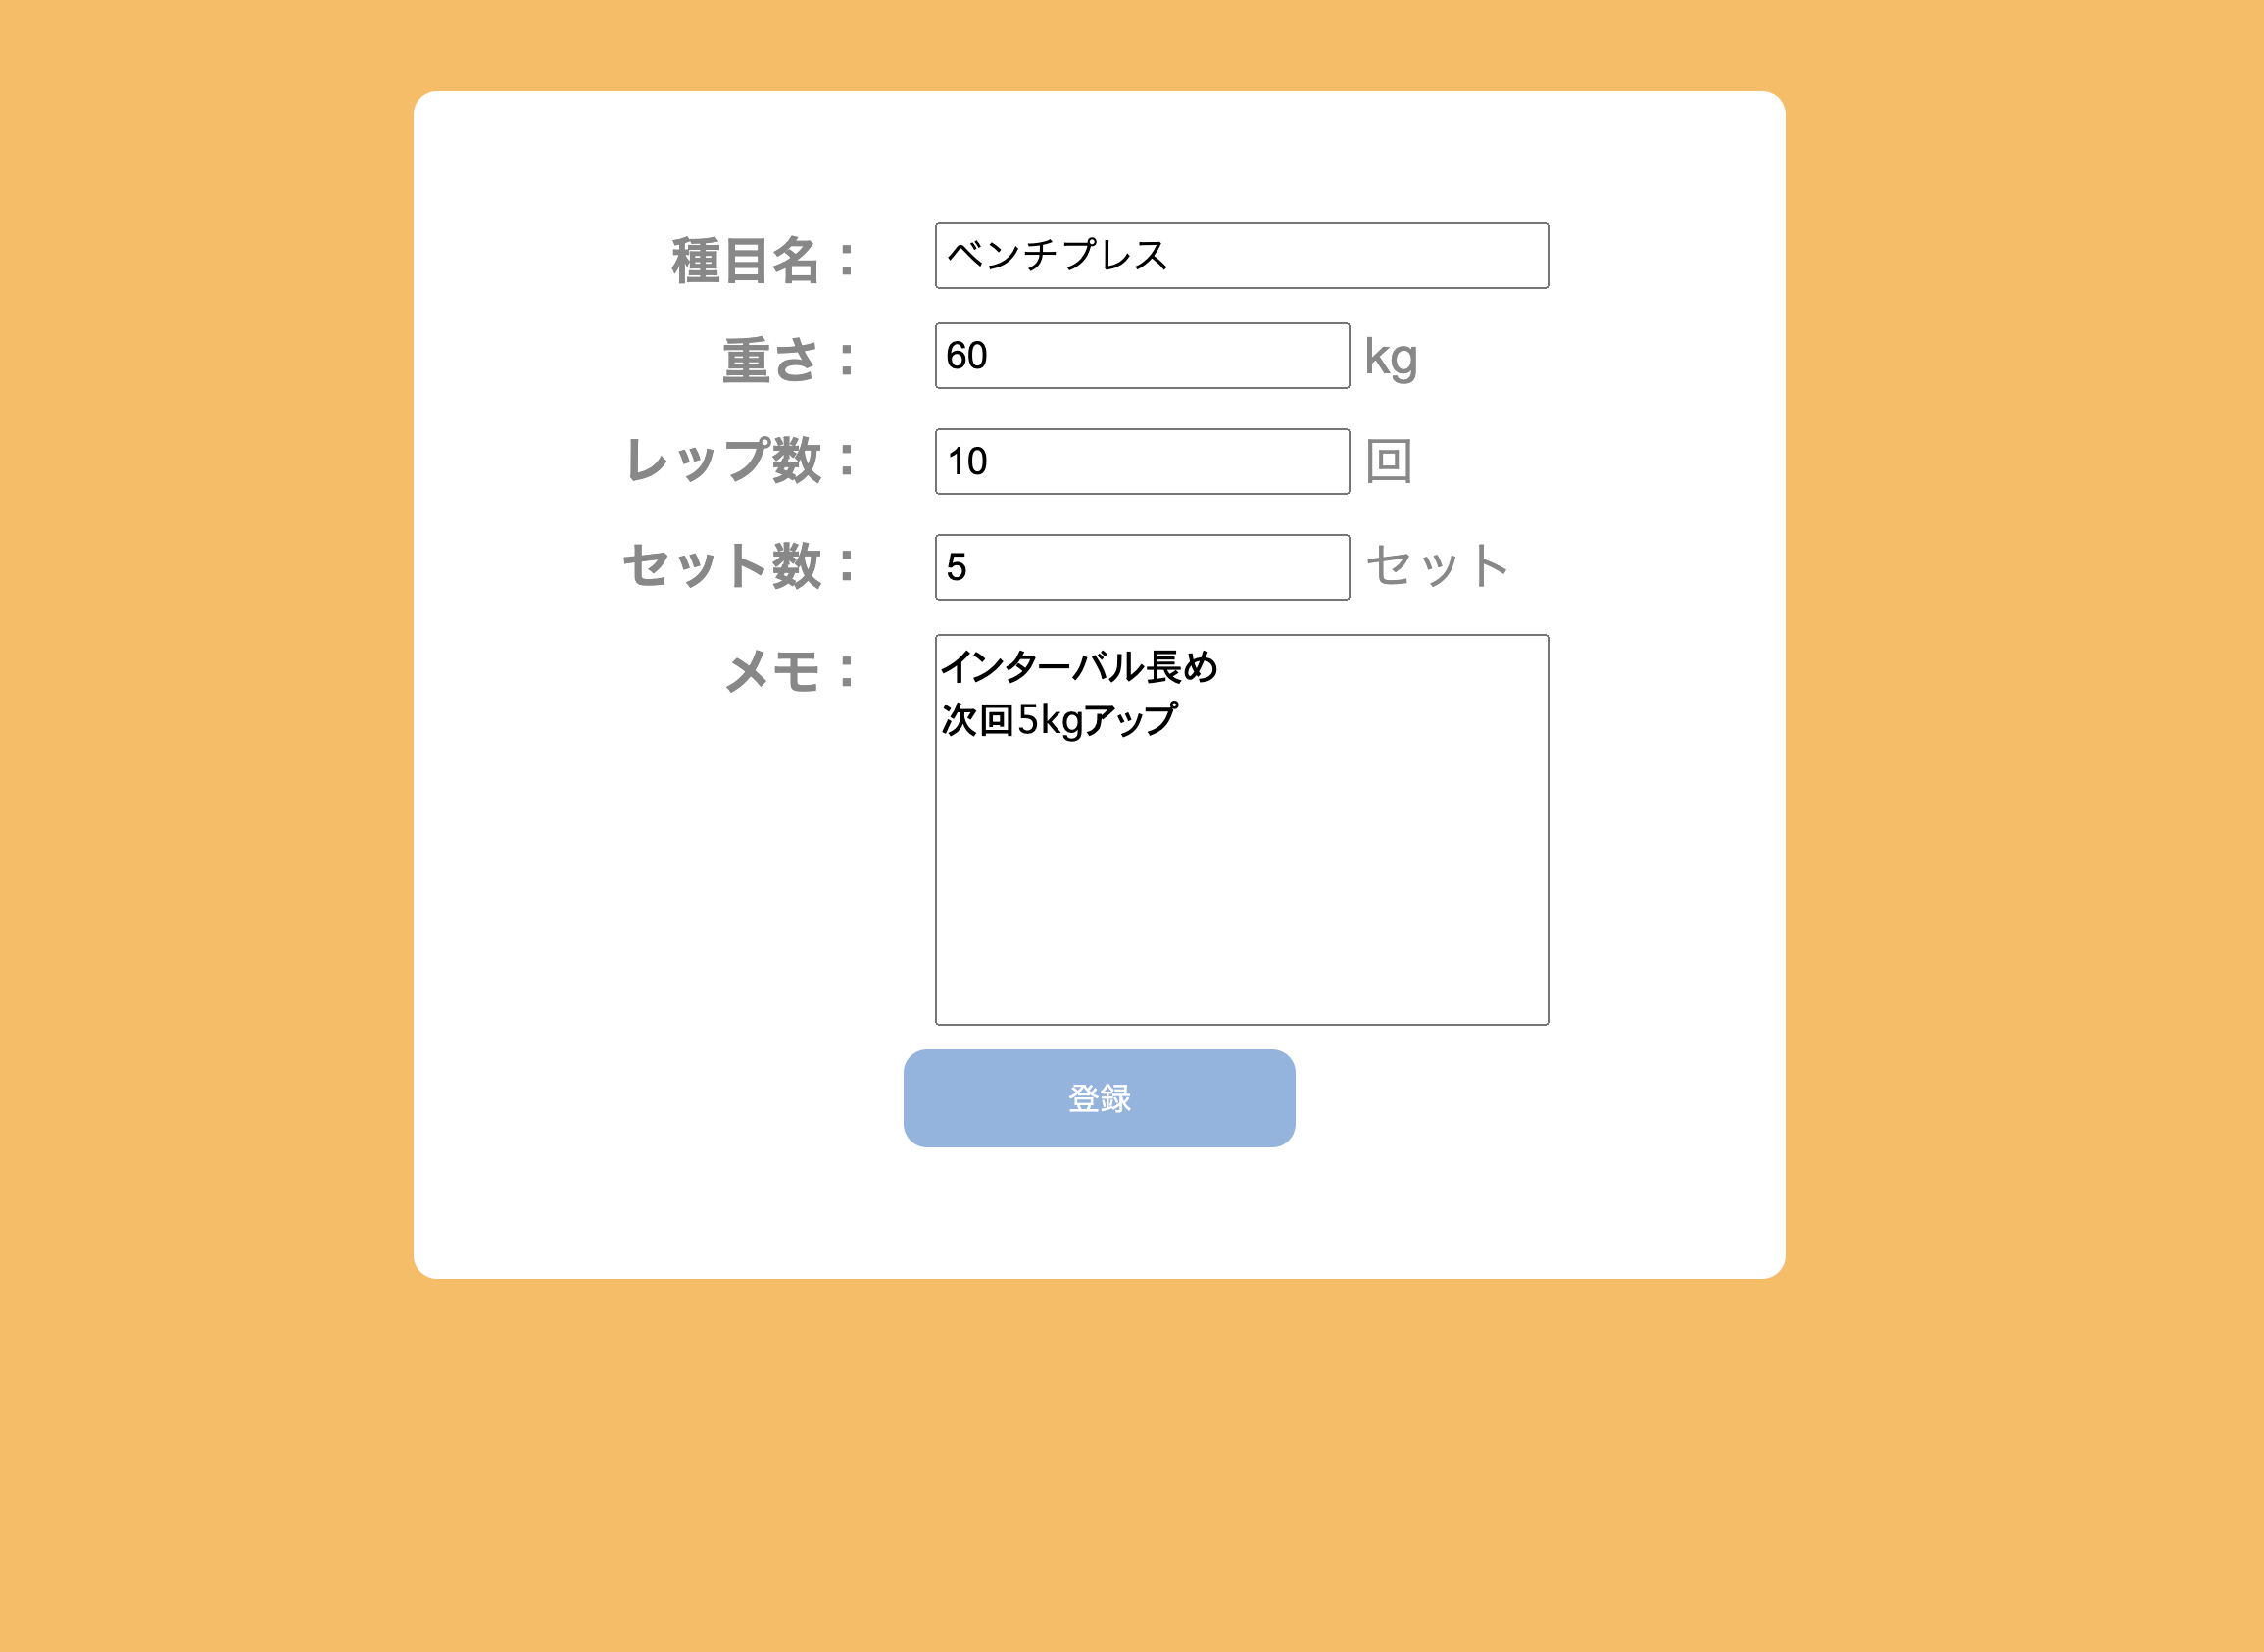 種目名： ベンチプレス
重さ： 60 kg
レップ数： 10 回
セット数： 5 セット
メモ： インターバル長め
次回5kgアップ
登録